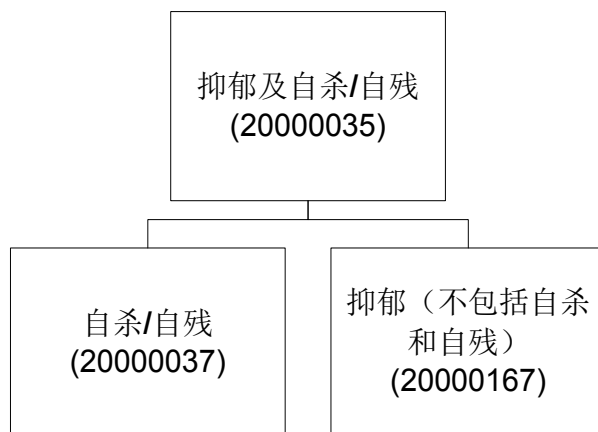 抑郁及自杀/自残
(20000035)
自杀/自残
(20000037)
抑郁（不包括自杀
和自残）
(20000167)